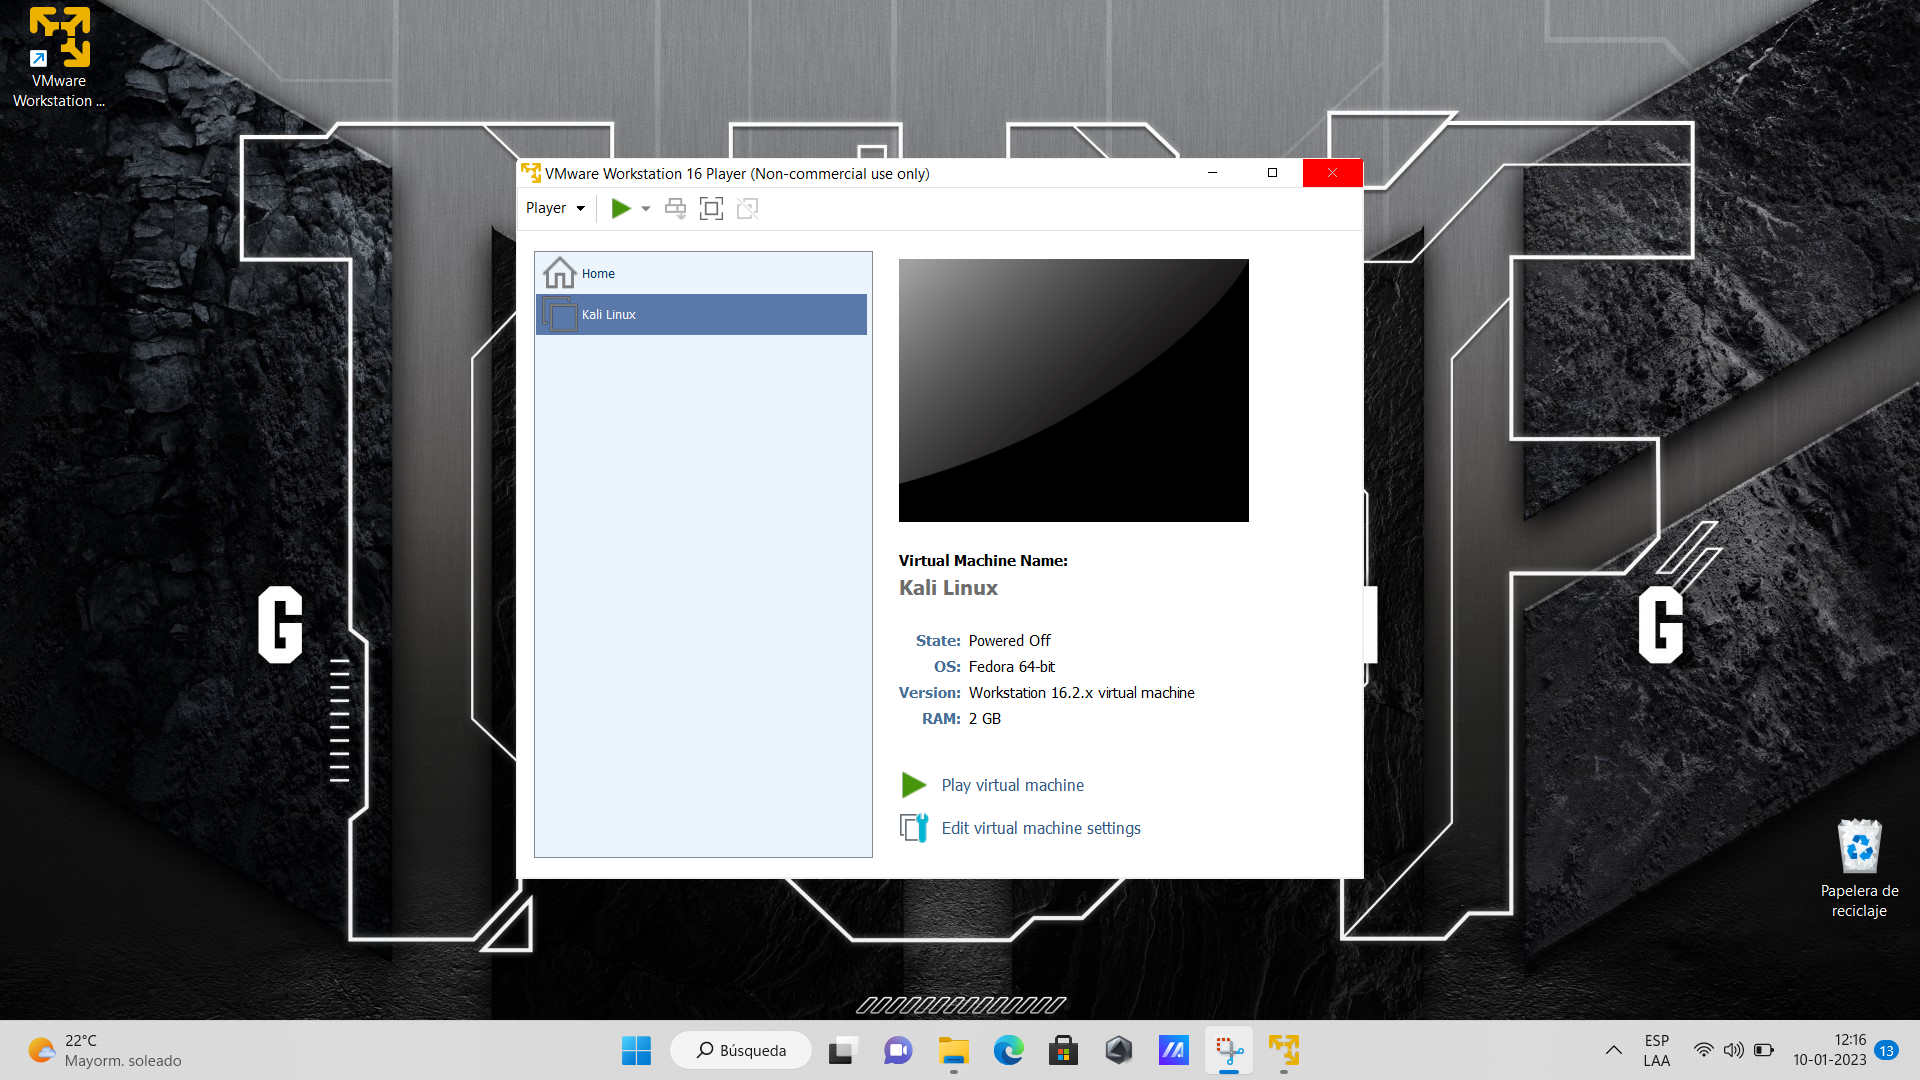 VMware
Workstation ...
VMware Workstation 16 Player (Non-commercial use only)
Player
Home
Kali Linux
Virtual Machine Name:
Kali Linux
State: Powered Off
OS: Fedora 64-bit
Version: Workstation 16.2.x virtual machine
RAM: 2 GB
Play virtual machine
Edit virtual machine settings
G
G
Papelera de
reciclaje
22°C
Mayorm. soleado
Búsqueda
ESP
LAA
12:16
10-01-2023
13